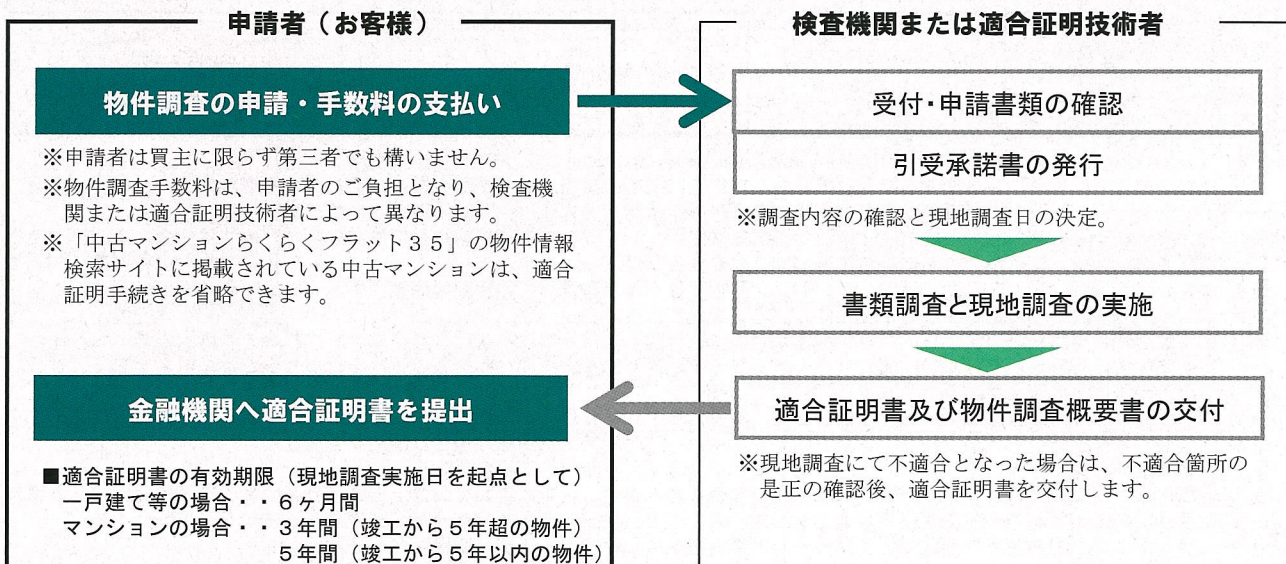 申請者（お客様）
物件調査の申請・手数料の支払い
※申請者は買主に限らず第三者でも構いません。
※物件調査手数料は、申請者のご負担となり、検査機
関または適合証明技術者によって異なります。
※「中古マンションらくらくフラット３５」の物件情報
検索サイトに掲載されている中古マンションは、適合
証明手続きを省略できます。
金融機関へ適合証明書を提出
■適合証明書の有効期限（現地調査実施日を起点として）
一戸建て等の場合・・６ヶ月間
マンションの場合・・３年間（竣工から５年超の物件）
５年間（竣工から５年以内の物件）
検査機関または適合証明技術者
受付・申請書類の確認
引受承諾書の発行
※調査内容の確認と現地調査日の決定。
書類調査と現地調査の実施
適合証明書及び物件調査概要書の交付
※現地調査にて不適合となった場合は、不適合箇所の
是正の確認後、適合証明書を交付します。